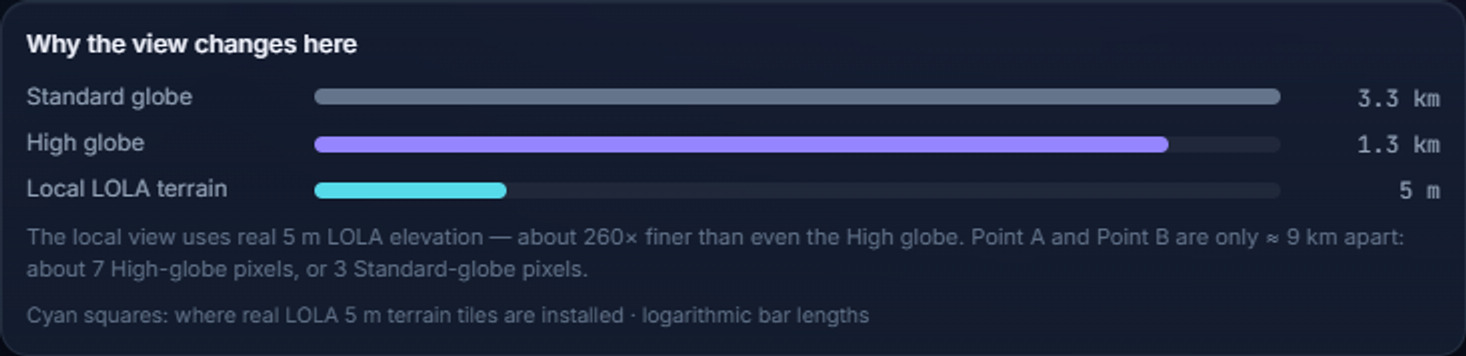 Why the view changes here
Standard globe 3.3 km
High globe 1.3 km
Local LOLA terrain 5 m
The local view uses real 5 m LOLA elevation — about 260× finer than even the High globe. Point A and Point B are only ≈ 9 km apart:
about 7 High-globe pixels, or 3 Standard-globe pixels.
Cyan squares: where real LOLA 5 m terrain tiles are installed · logarithmic bar lengths